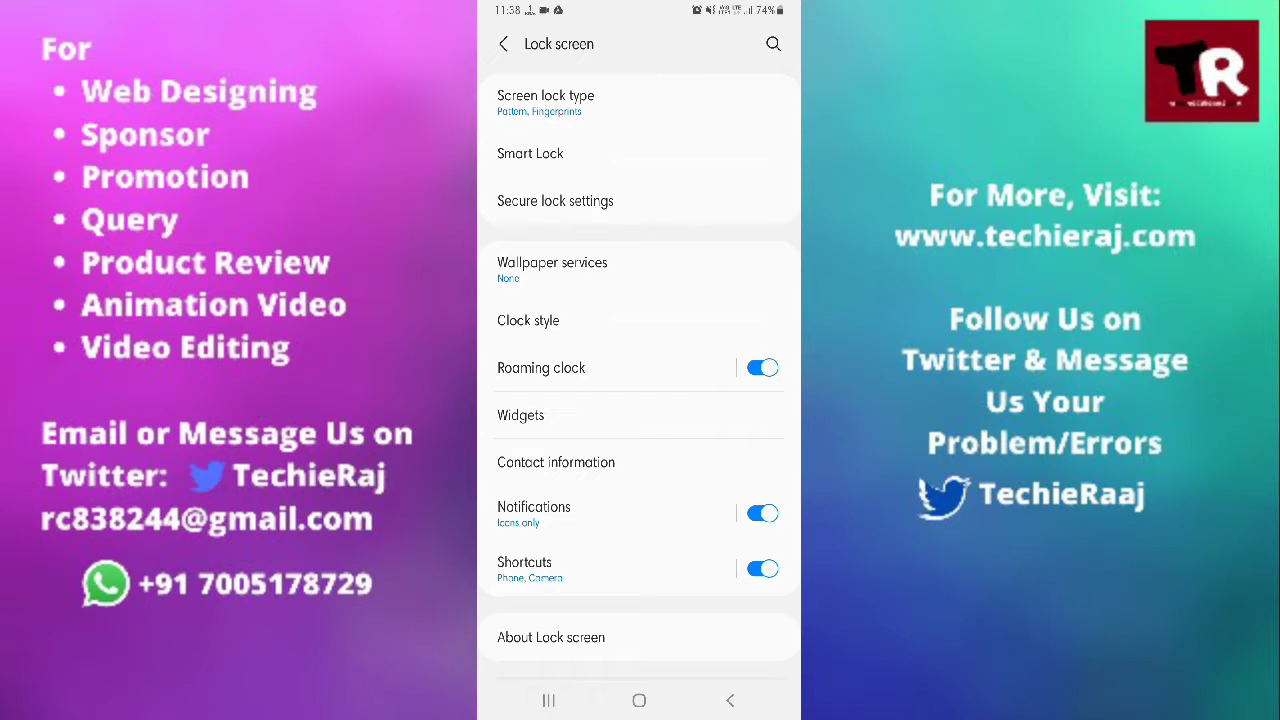 For
• Web Designing
• Sponsor
• Promotion
• Query
• Product Review
• Animation Video
• Video Editing
Email or Message Us on
Twitter: TechieRaj
rc838244@gmail.com
+91 7005178729
11:38
74%
Lock screen
Screen lock type
Pattern, Fingerprints
Smart Lock
Secure lock settings
Wallpaper services
None
Clock style
Roaming clock
Widgets
Contact information
Notifications
Icons only
Shortcuts
Phone, Camera
About Lock screen
TR
For More, Visit:
www.techieraj.com
Follow Us on
Twitter & Message
Us Your
Problem/Errors
TechieRaaj